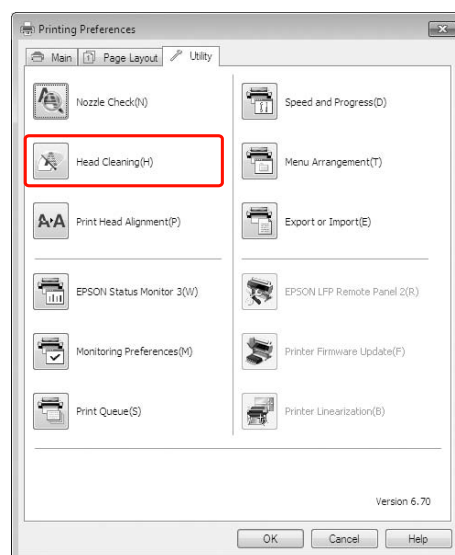 Printing Preferences
Main
Page Layout
Utility
Nozzle Check(N)
Speed and Progress(D)
Head Cleaning(H)
Menu Arrangement(T)
Print Head Alignment(P)
Export or Import(E)
EPSON Status Monitor 3(W)
EPSON LFP Remote Panel 2(R)
Monitoring Preferences(M)
Printer Firmware Update(F)
Print Queue(S)
Printer Linearization(B)
Version 6.70
OK
Cancel
Help